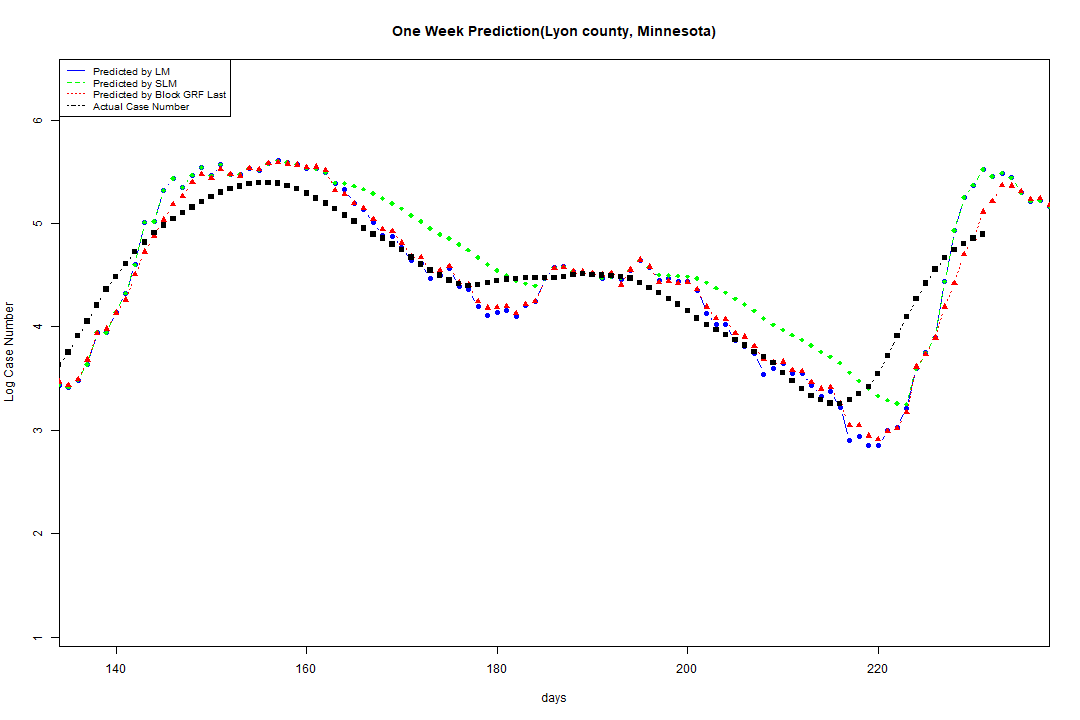 One Week Prediction(Lyon county, Minnesota)
Predicted by LM
Predicted by SLM
Predicted by Block GRF Last
Actual Case Number
Log Case Number
6
5
4
3
2
1
140 160 180 200 220
days